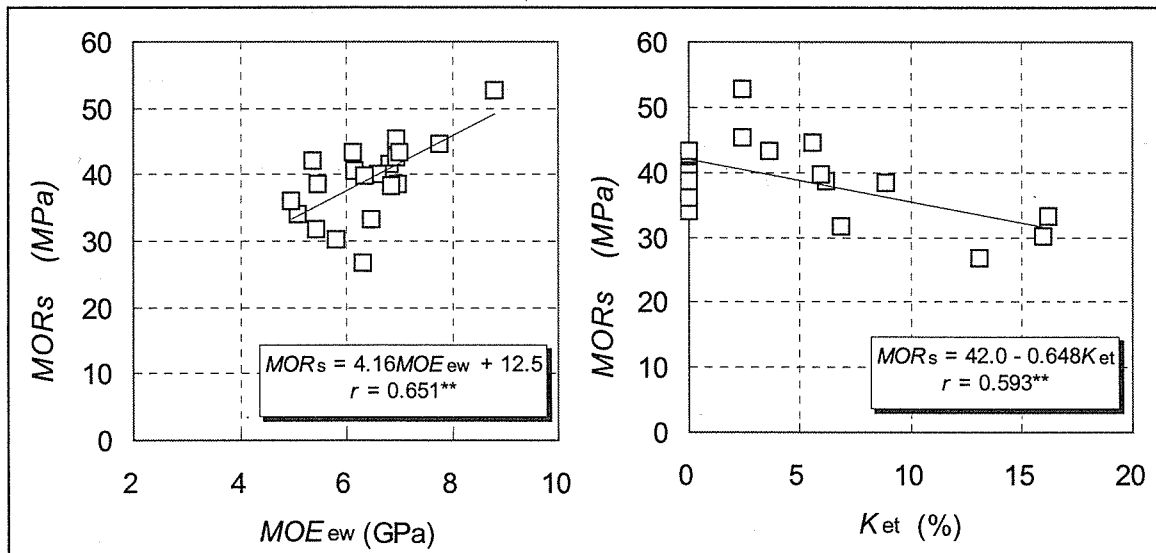 60
50
40
30
20
10
0
MORs (MPa)
MORs = 4.16MOEew + 12.5
r = 0.651**
2 4 6 8 10
MOEew (GPa)
60
50
40
30
20
10
0
MORs (MPa)
MORs = 42.0 - 0.648Ket
r = 0.593**
0 5 10 15 20
Ket (%)